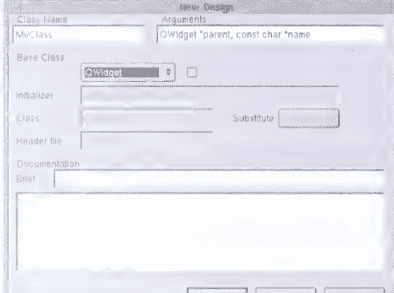 New Design
Class Name Arguments
MyClass QWidget *parent, const char *name
Base Class
QWidget
Initializer
Class Substitute
Header file
Documentation
Brief